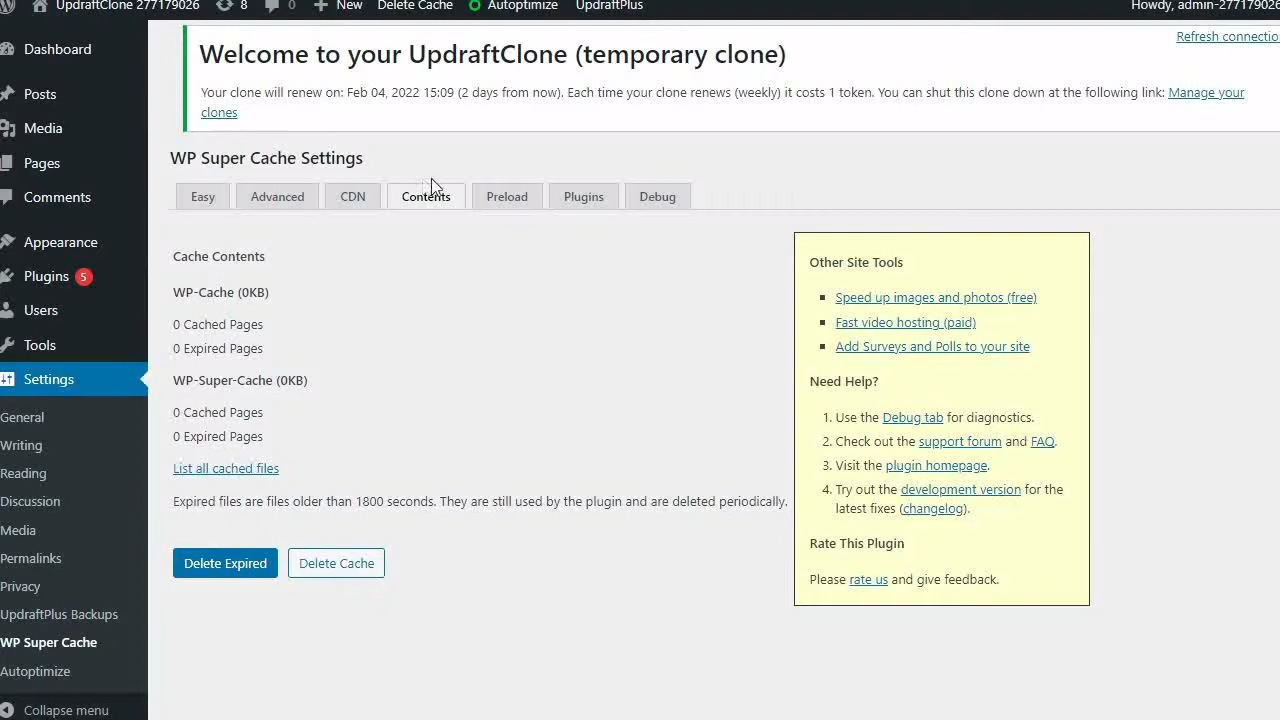 UpdraftClone 277179026 8 0 New Delete Cache Autoptimize UpdraftPlus Howdy, admin-277179026
Dashboard
Posts
Media
Pages
Comments
Appearance
Plugins 5
Users
Tools
Settings
General
Writing
Reading
Discussion
Media
Permalinks
Privacy
UpdraftPlus Backups
WP Super Cache
Autoptimize
Collapse menu
Refresh connectio
Welcome to your UpdraftClone (temporary clone)
Your clone will renew on: Feb 04, 2022 15:09 (2 days from now). Each time your clone renews (weekly) it costs 1 token. You can shut this clone down at the following link: Manage your
clones
WP Super Cache Settings
Easy Advanced CDN Contents Preload Plugins Debug
Cache Contents
WP-Cache (0KB)
0 Cached Pages
0 Expired Pages
WP-Super-Cache (0KB)
0 Cached Pages
0 Expired Pages
List all cached files
Expired files are files older than 1800 seconds. They are still used by the plugin and are deleted periodically.
Delete Expired Delete Cache
Other Site Tools
Speed up images and photos (free)
Fast video hosting (paid)
Add Surveys and Polls to your site
Need Help?
1. Use the Debug tab for diagnostics.
2. Check out the support forum and FAQ.
3. Visit the plugin homepage.
4. Try out the development version for the
latest fixes (changelog).
Rate This Plugin
Please rate us and give feedback.